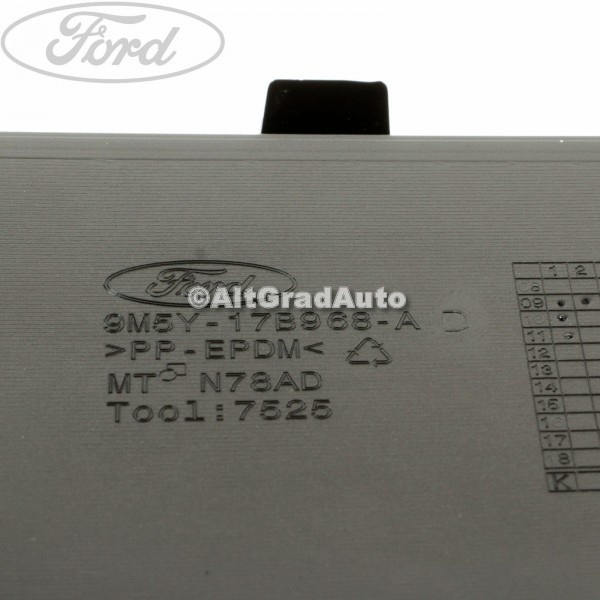 Ford
Ford
©AltGradAuto
9M5Y-17B968-A D
>PP-EPDM<
MT N78AD
Tool:7525
1 2
09
11
12
13
14
15
17
18
K